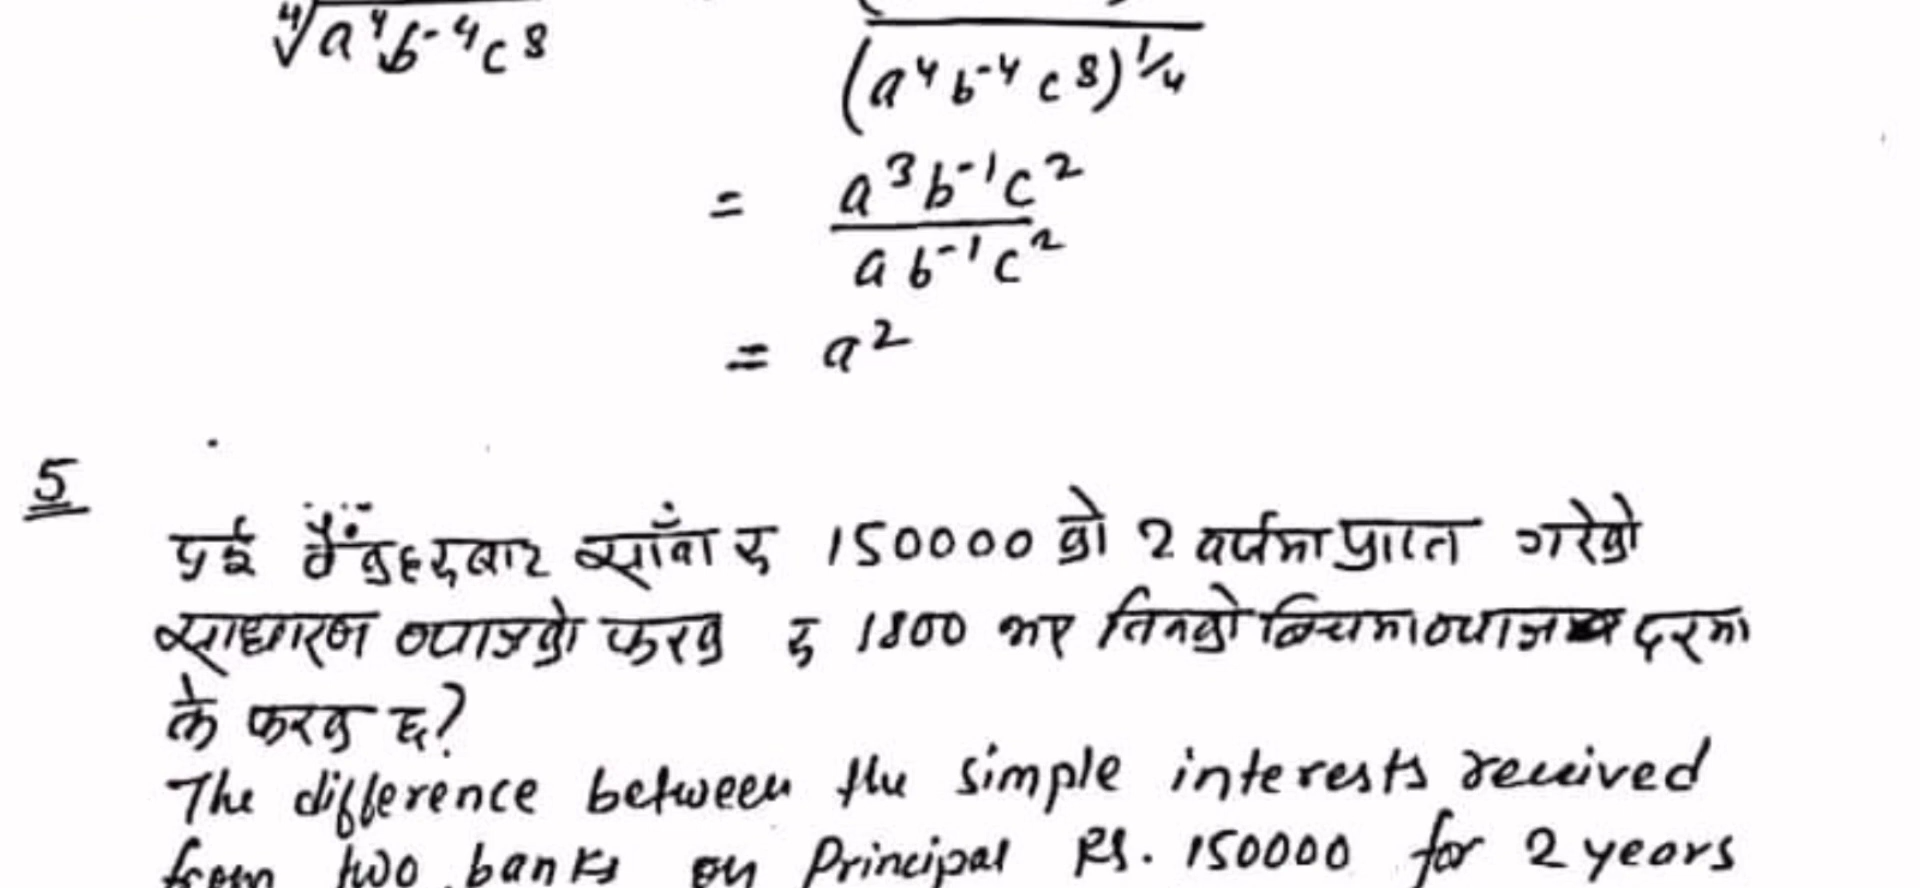 ∜a⁴b⁻⁴c⁸
(a⁴b⁻⁴c⁸)^1/4
= a³b⁻¹c² / ab⁻¹c²
= a²
5
दुई बैँकहरुबाट साँवा रु 150000 को 2 वर्षमा प्राप्त गरेको
साधारण व्याजको फरक रु 1800 भए तिनको बिचमा व्याज दरमा
के फरक छ?
The difference between the simple interests received
from two banks on Principal Rs. 150000 for 2 years